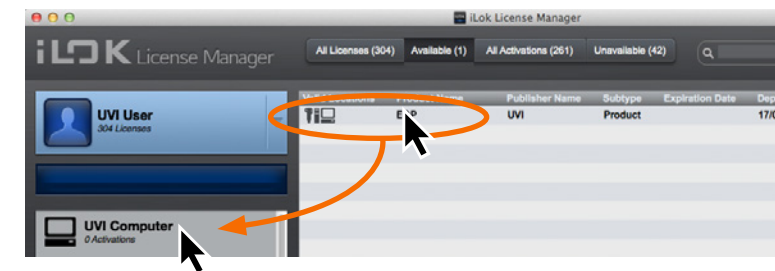 iLok License Manager
iLOK License Manager
All Licenses (304) Available (1) All Activations (261) Unavailable (42)
Publisher Name Subtype Expiration Date
UVI User
304 Licenses
UVI Product
UVI Computer
0 Activations